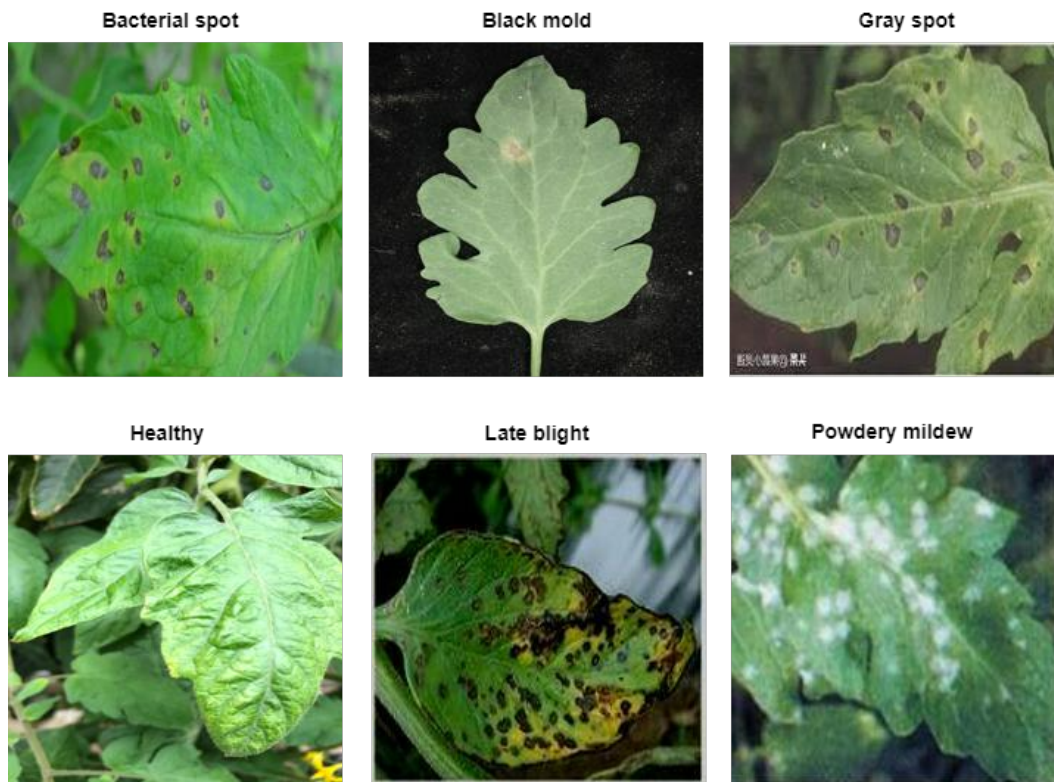 Bacterial spot
Black mold
Gray spot
Healthy
Late blight
Powdery mildew